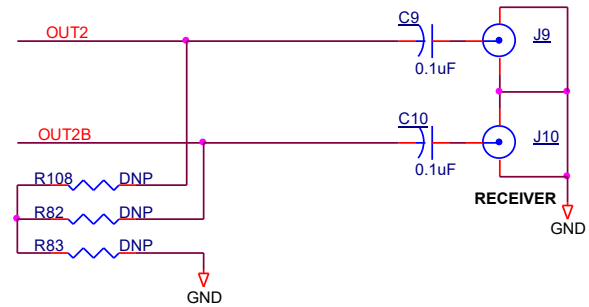 OUT2
C9
0.1uF
J9
OUT2B
C10
0.1uF
J10
R108 DNP
R82 DNP
R83 DNP
RECEIVER
GND
GND